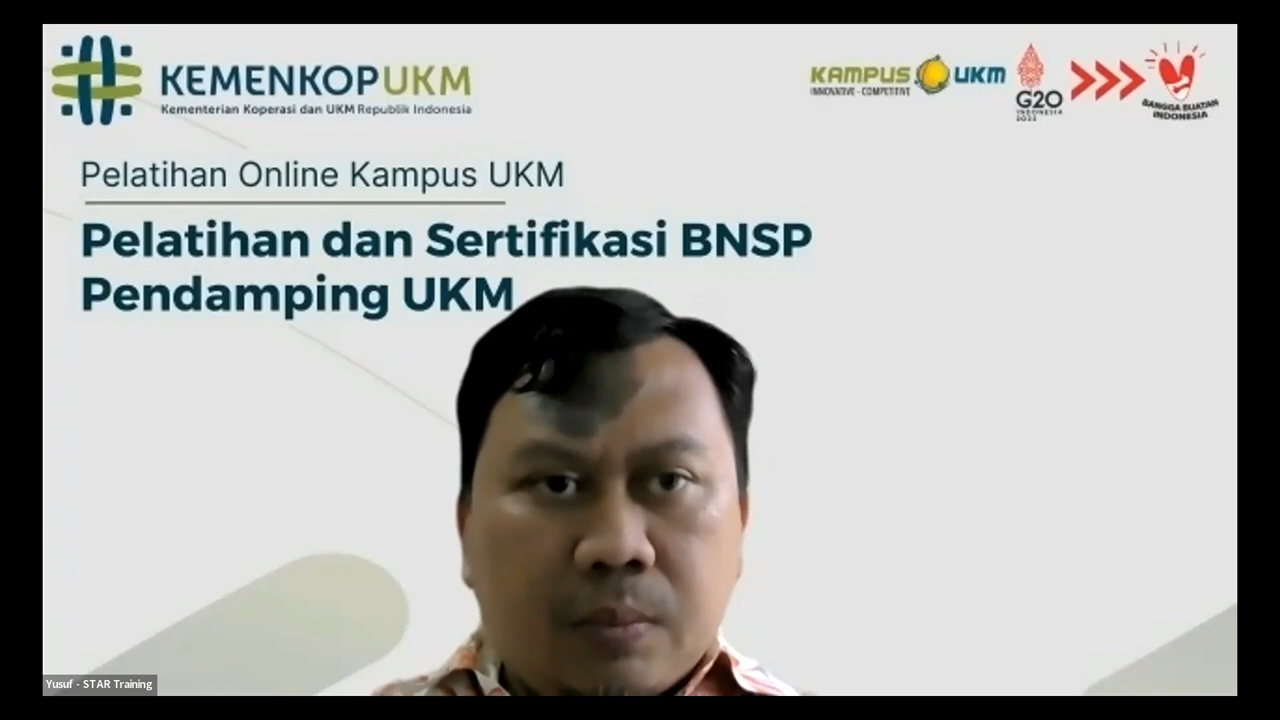 KEMENKOPUKM
Kementerian Koperasi dan UKM Republik Indonesia
KAMPUS UKM
INNOVATIVE - COMPETITIVE
G20
INDONESIA
2022
BANGGA BUATAN
INDONESIA
Pelatihan Online Kampus UKM
Pelatihan dan Sertifikasi BNSP
Pendamping UKM
Yusuf - STAR Training